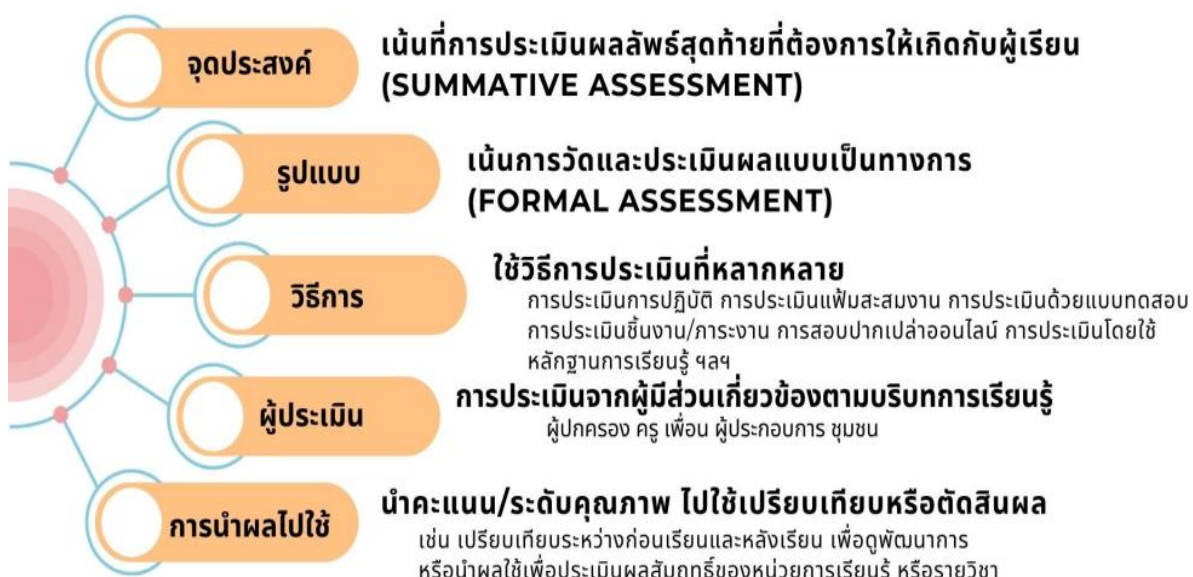 จุดประสงค์
เน้นที่การประเมินผลลัพธ์สุดท้ายที่ต้องการให้เกิดกับผู้เรียน
(SUMMATIVE ASSESSMENT)
รูปแบบ
เน้นการวัดและประเมินผลแบบเป็นทางการ
(FORMAL ASSESSMENT)
วิธีการ
ใช้วิธีการประเมินที่หลากหลาย
การประเมินการปฏิบัติ การประเมินแฟ้มสะสมงาน การประเมินด้วยแบบทดสอบ
การประเมินชิ้นงาน/ภาระงาน การสอบปากเปล่าออนไลน์ การประเมินโดยใช้
หลักฐานการเรียนรู้ ฯลฯ
ผู้ประเมิน
การประเมินจากผู้มีส่วนเกี่ยวข้องตามบริบทการเรียนรู้
ผู้ปกครอง ครู เพื่อน ผู้ประกอบการ ชุมชน
การนำผลไปใช้
นำคะแนน/ระดับคุณภาพ ไปใช้เปรียบเทียบหรือตัดสินผล
เช่น เปรียบเทียบระหว่างก่อนเรียนและหลังเรียน เพื่อดูพัฒนาการ
หรือนำผลใช้เพื่อประเมินผลสัมฤทธิ์ของหน่วยการเรียนรู้ หรือรายวิชา